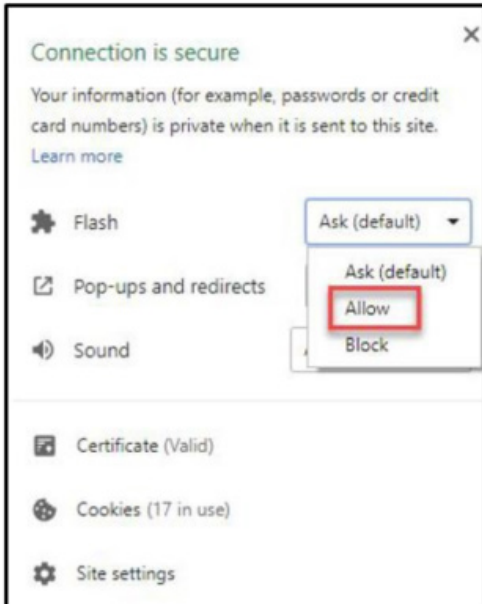 Connection is secure
Your information (for example, passwords or credit
card numbers) is private when it is sent to this site.
Learn more
Flash
Ask (default)
Ask (default)
Pop-ups and redirects
Allow
Sound
Block
Certificate (Valid)
Cookies (17 in use)
Site settings